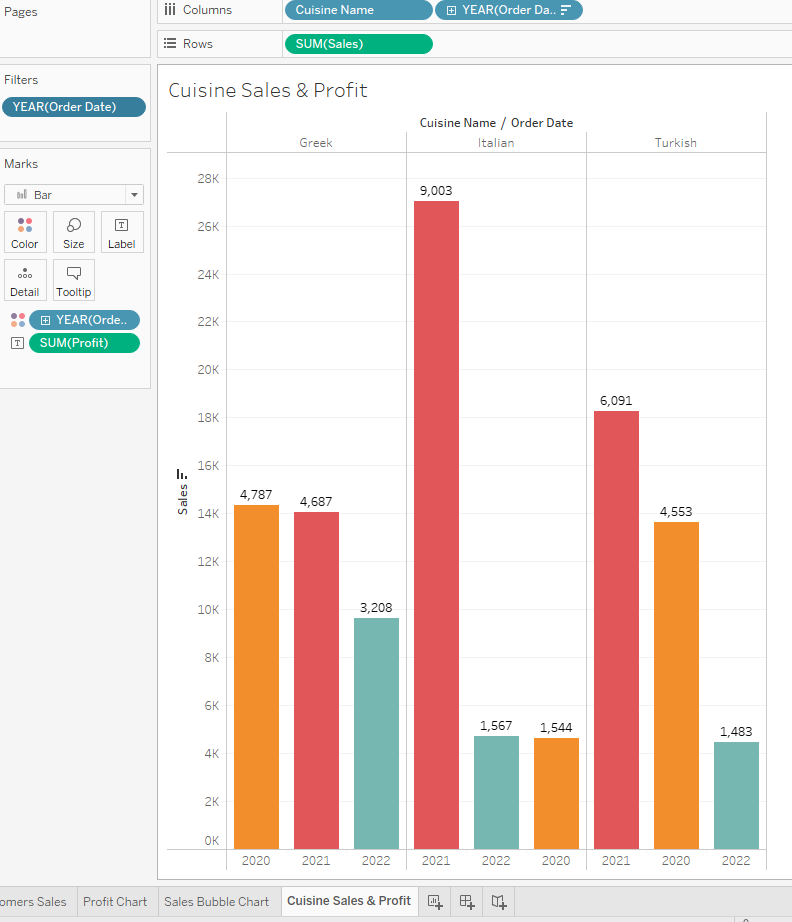 Pages
Columns
Cuisine Name
YEAR(Order Da..
Rows
SUM(Sales)
Filters
YEAR(Order Date)
Marks
Bar
Color
Size
Label
Detail
Tooltip
YEAR(Orde..
SUM(Profit)
Cuisine Sales & Profit
Cuisine Name / Order Date
Greek
Italian
Turkish
Sales
28K
26K
24K
22K
20K
18K
16K
14K
12K
10K
8K
6K
4K
2K
0K
4,787
4,687
3,208
9,003
1,567
1,544
6,091
4,553
1,483
2020
2021
2022
2021
2022
2020
2021
2020
2022
omers Sales
Profit Chart
Sales Bubble Chart
Cuisine Sales & Profit